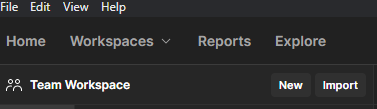 File Edit View Help
Home Workspaces Reports Explore
Team Workspace New Import